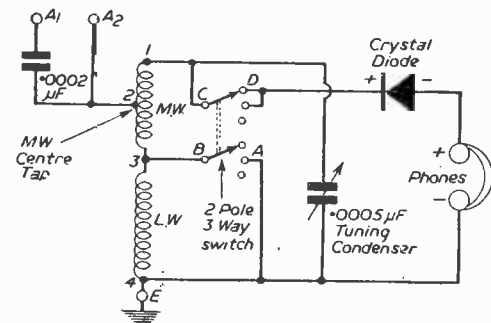 A1
A2
·0002
µF
1
2
MW
Centre
Tap
M.W.
C
D
Crystal
Diode
+
-
3
B
A
L.W
2 Pole
3 Way
switch
·0005µF
Tuning
Condenser
+
Phones
-
4
E